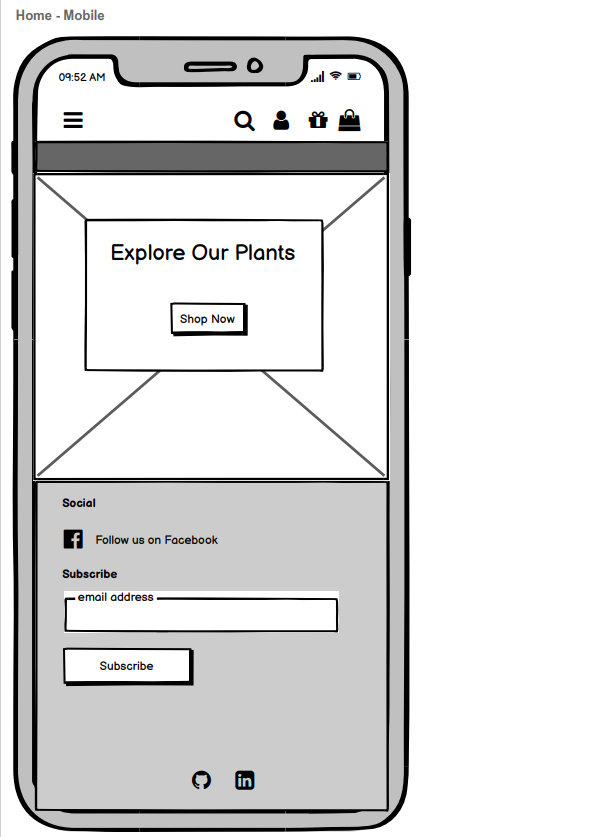 Home - Mobile
09:52 AM
Explore Our Plants
Shop Now
Social
Follow us on Facebook
Subscribe
email address
Subscribe